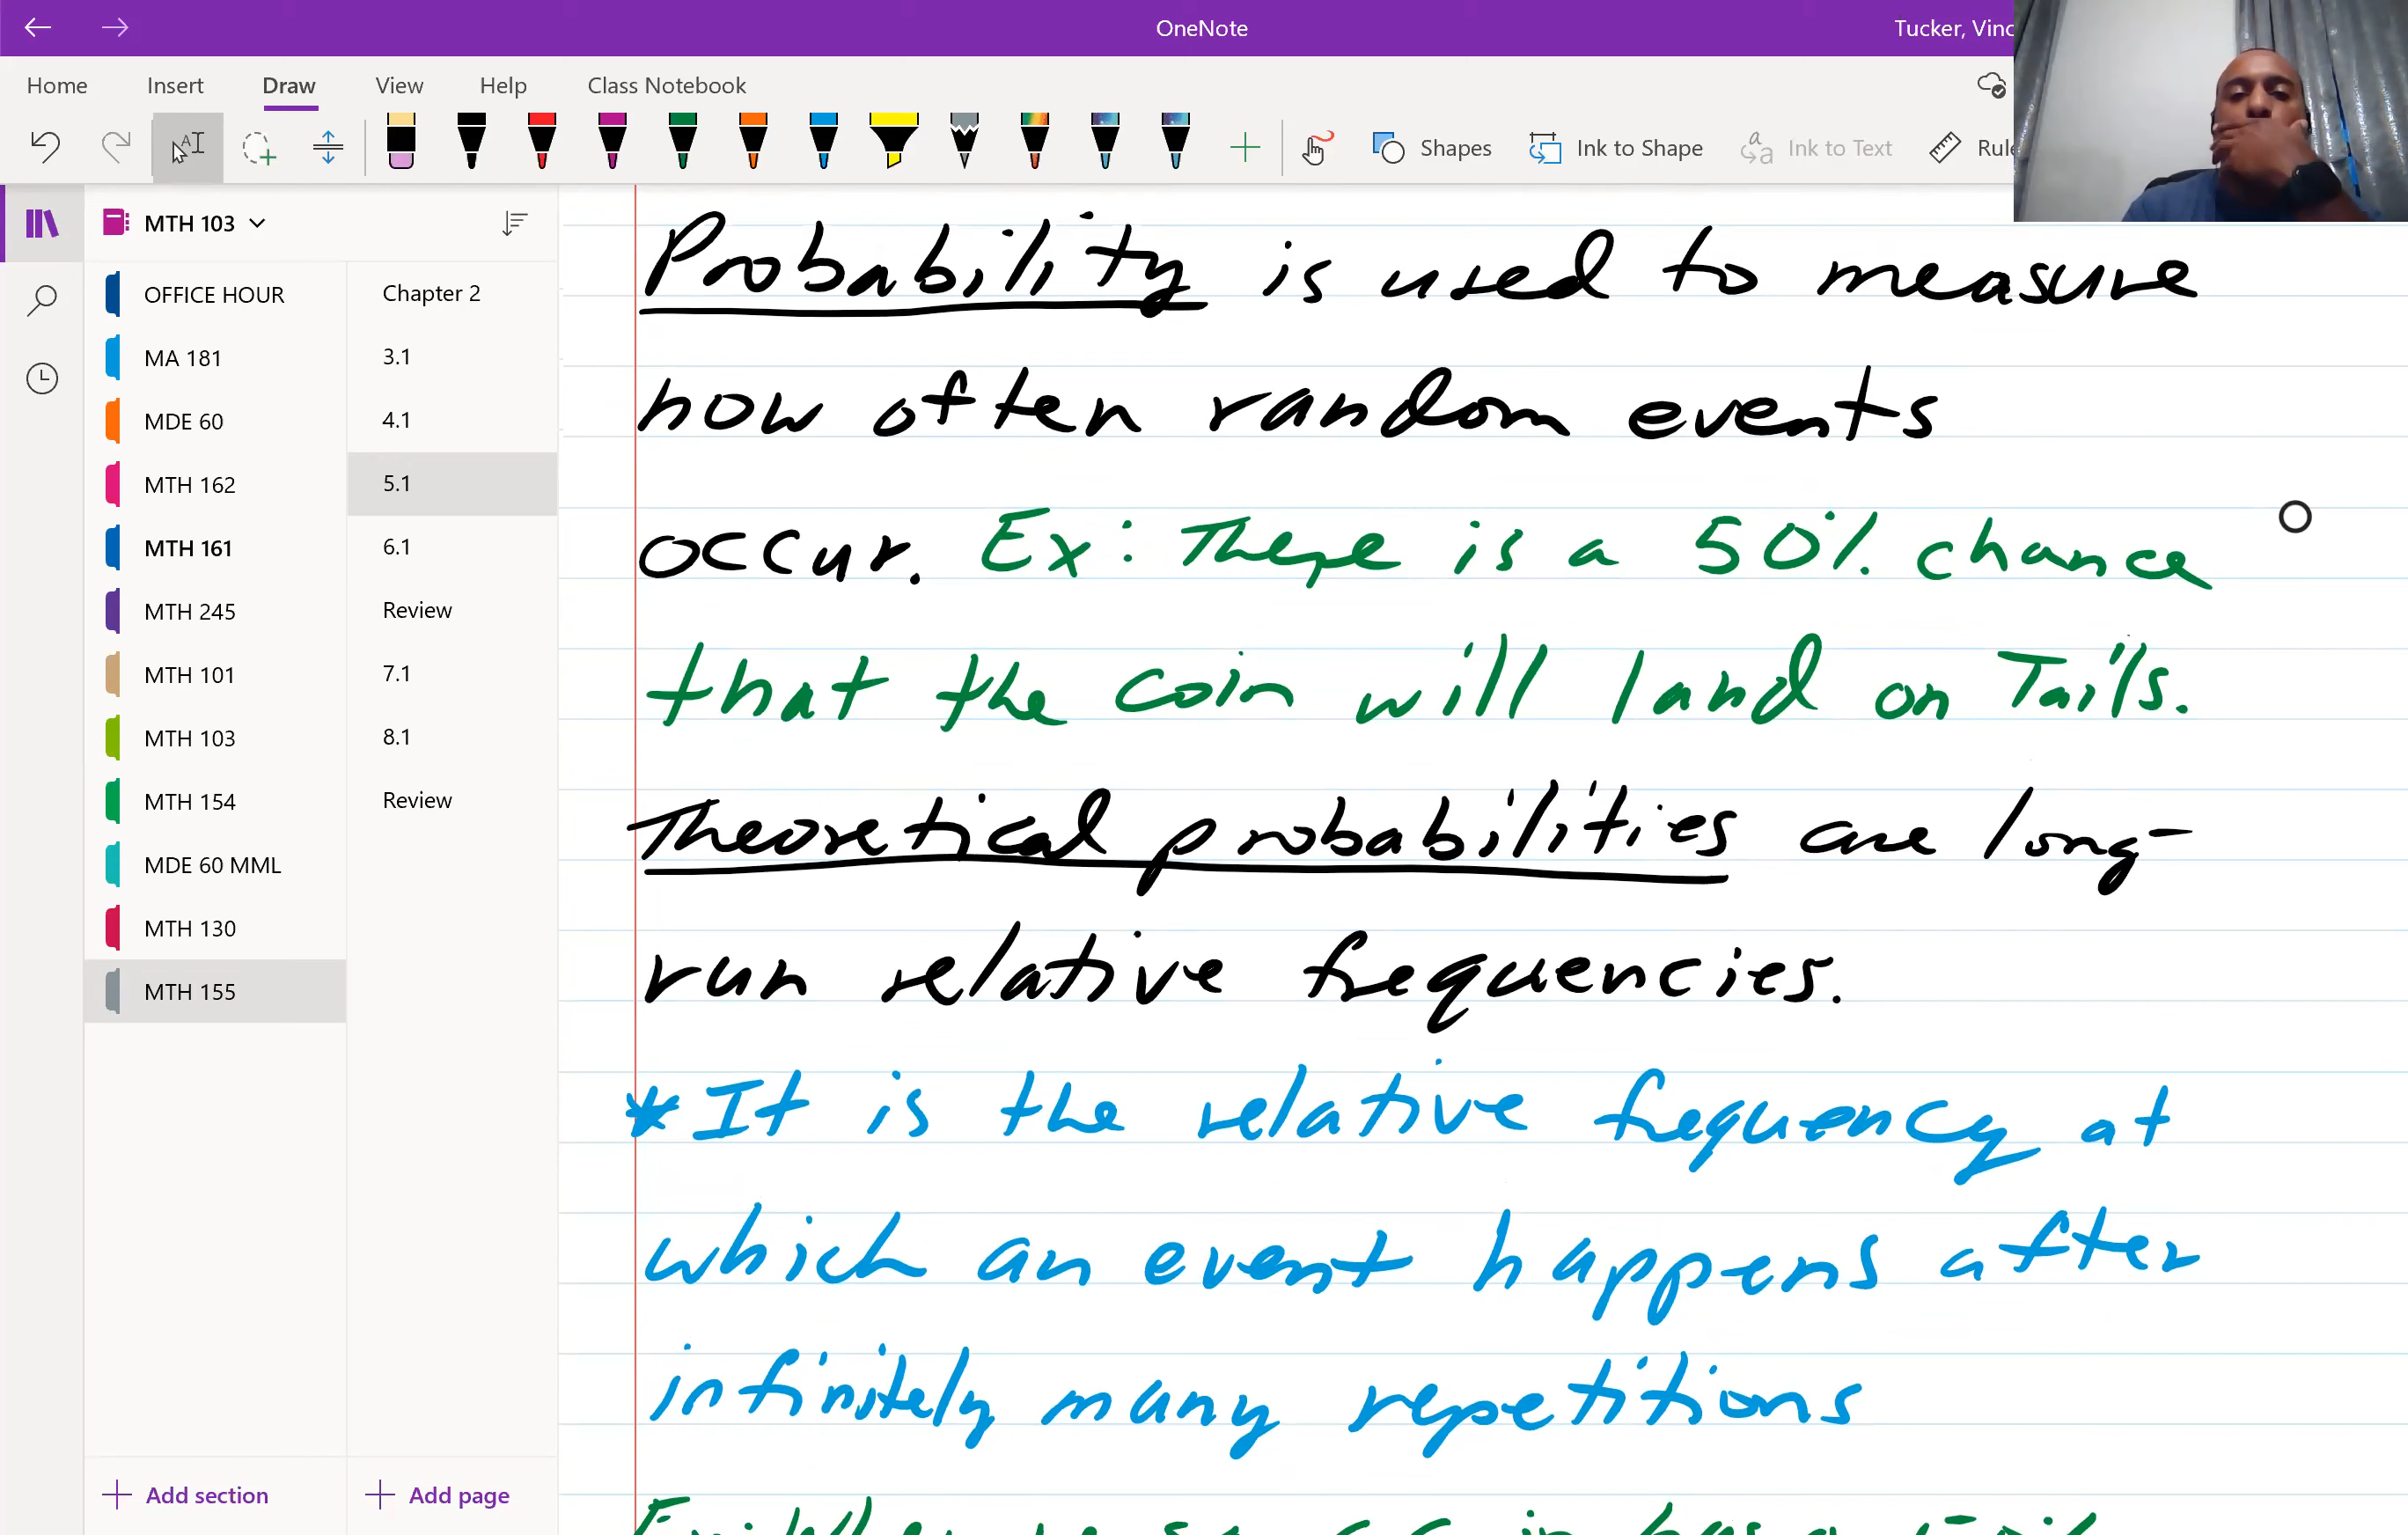 OneNote
Tucker, Vinc
Home Insert Draw View Help Class Notebook
Shapes Ink to Shape Ink to Text Rule
MTH 103
OFFICE HOUR
MA 181
MDE 60
MTH 162
MTH 161
MTH 245
MTH 101
MTH 103
MTH 154
MDE 60 MML
MTH 130
MTH 155
Add section
Chapter 2
3.1
4.1
5.1
6.1
Review
7.1
8.1
Review
Add page
Probability is used to measure
how often random events
occur. Ex: There is a 50% chance
that the coin will land on Tails.
Theoretical probabilities are long-
run relative frequencies.
*It is the relative frequency at
which an event happens after
infinitely many repetitions